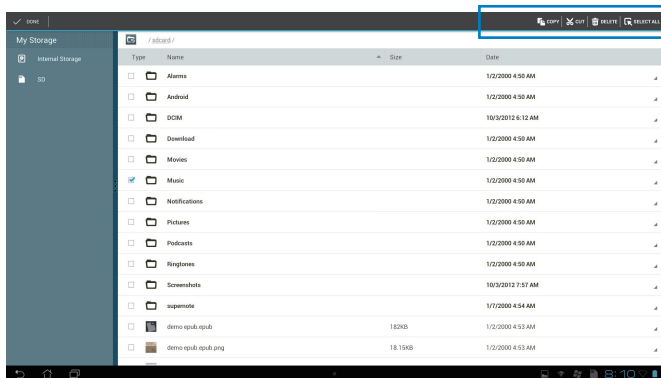 DONE COPY CUT DELETE SELECT ALL
My Storage / sdcard /
Type Name Size Date
Internal Storage
SD
Alarms 1/2/2000 4:50 AM
Android 1/2/2000 4:50 AM
DCIM 10/3/2012 6:12 AM
Download 1/2/2000 4:50 AM
Movies 1/2/2000 4:50 AM
Music 1/2/2000 4:50 AM
Notifications 1/2/2000 4:50 AM
Pictures 1/2/2000 4:50 AM
Podcasts 1/2/2000 4:50 AM
Ringtones 1/2/2000 4:50 AM
Screenshots 10/3/2012 7:57 AM
supernote 1/7/2000 4:54 AM
demo epub.epub 182KB 1/2/2000 4:53 AM
demo epub.epub.png 18.15KB 1/2/2000 4:53 AM
8:10